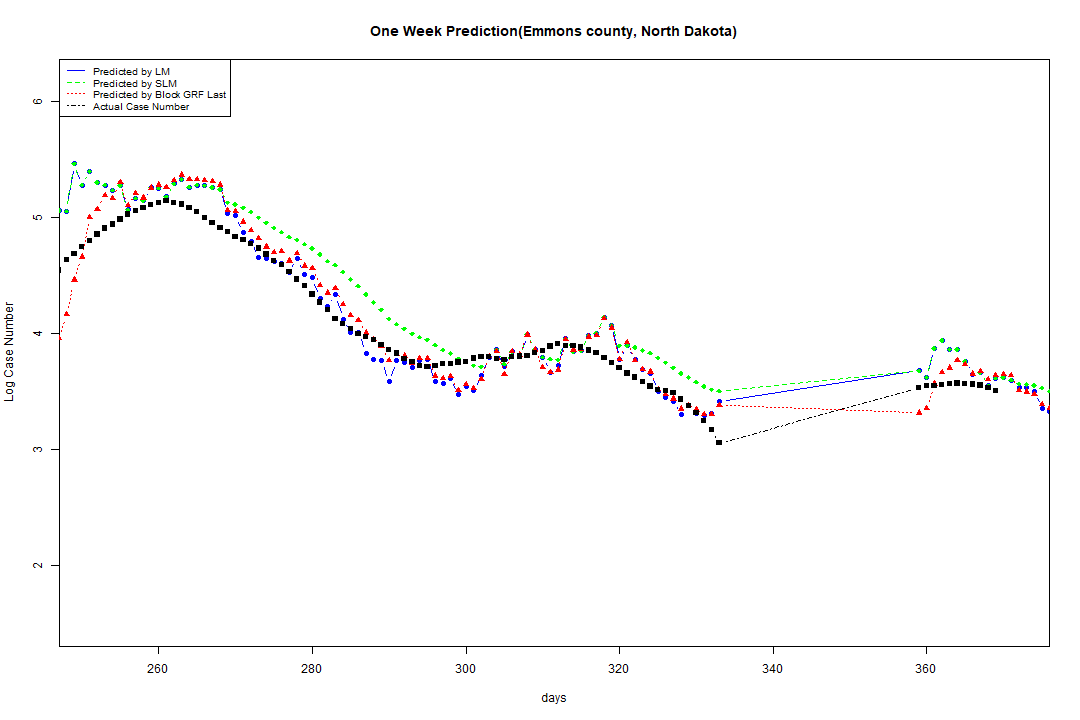 One Week Prediction(Emmons county, North Dakota)
Predicted by LM
Predicted by SLM
Predicted by Block GRF Last
Actual Case Number
6
5
4
3
2
Log Case Number
260 280 300 320 340 360
days